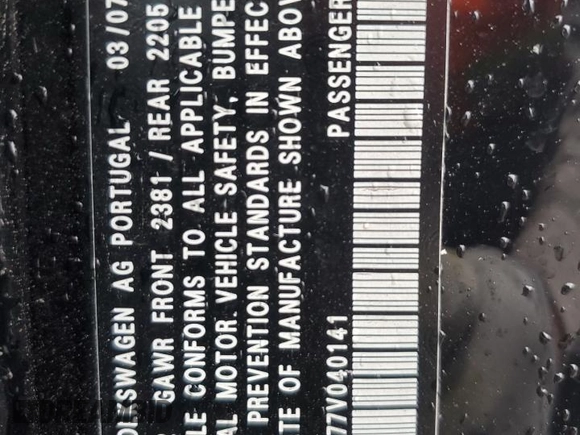 OLKSWAGEN AG PORTUGAL 03/07
GAWR FRONT 2381 / REAR 2205
LE CONFORMS TO ALL APPLICABLE
AL MOTOR VEHICLE SAFETY, BUMPE
PREVENTION STANDARDS IN EFFEC
TE OF MANUFACTURE SHOWN ABOV
77V040141 PASSENGER